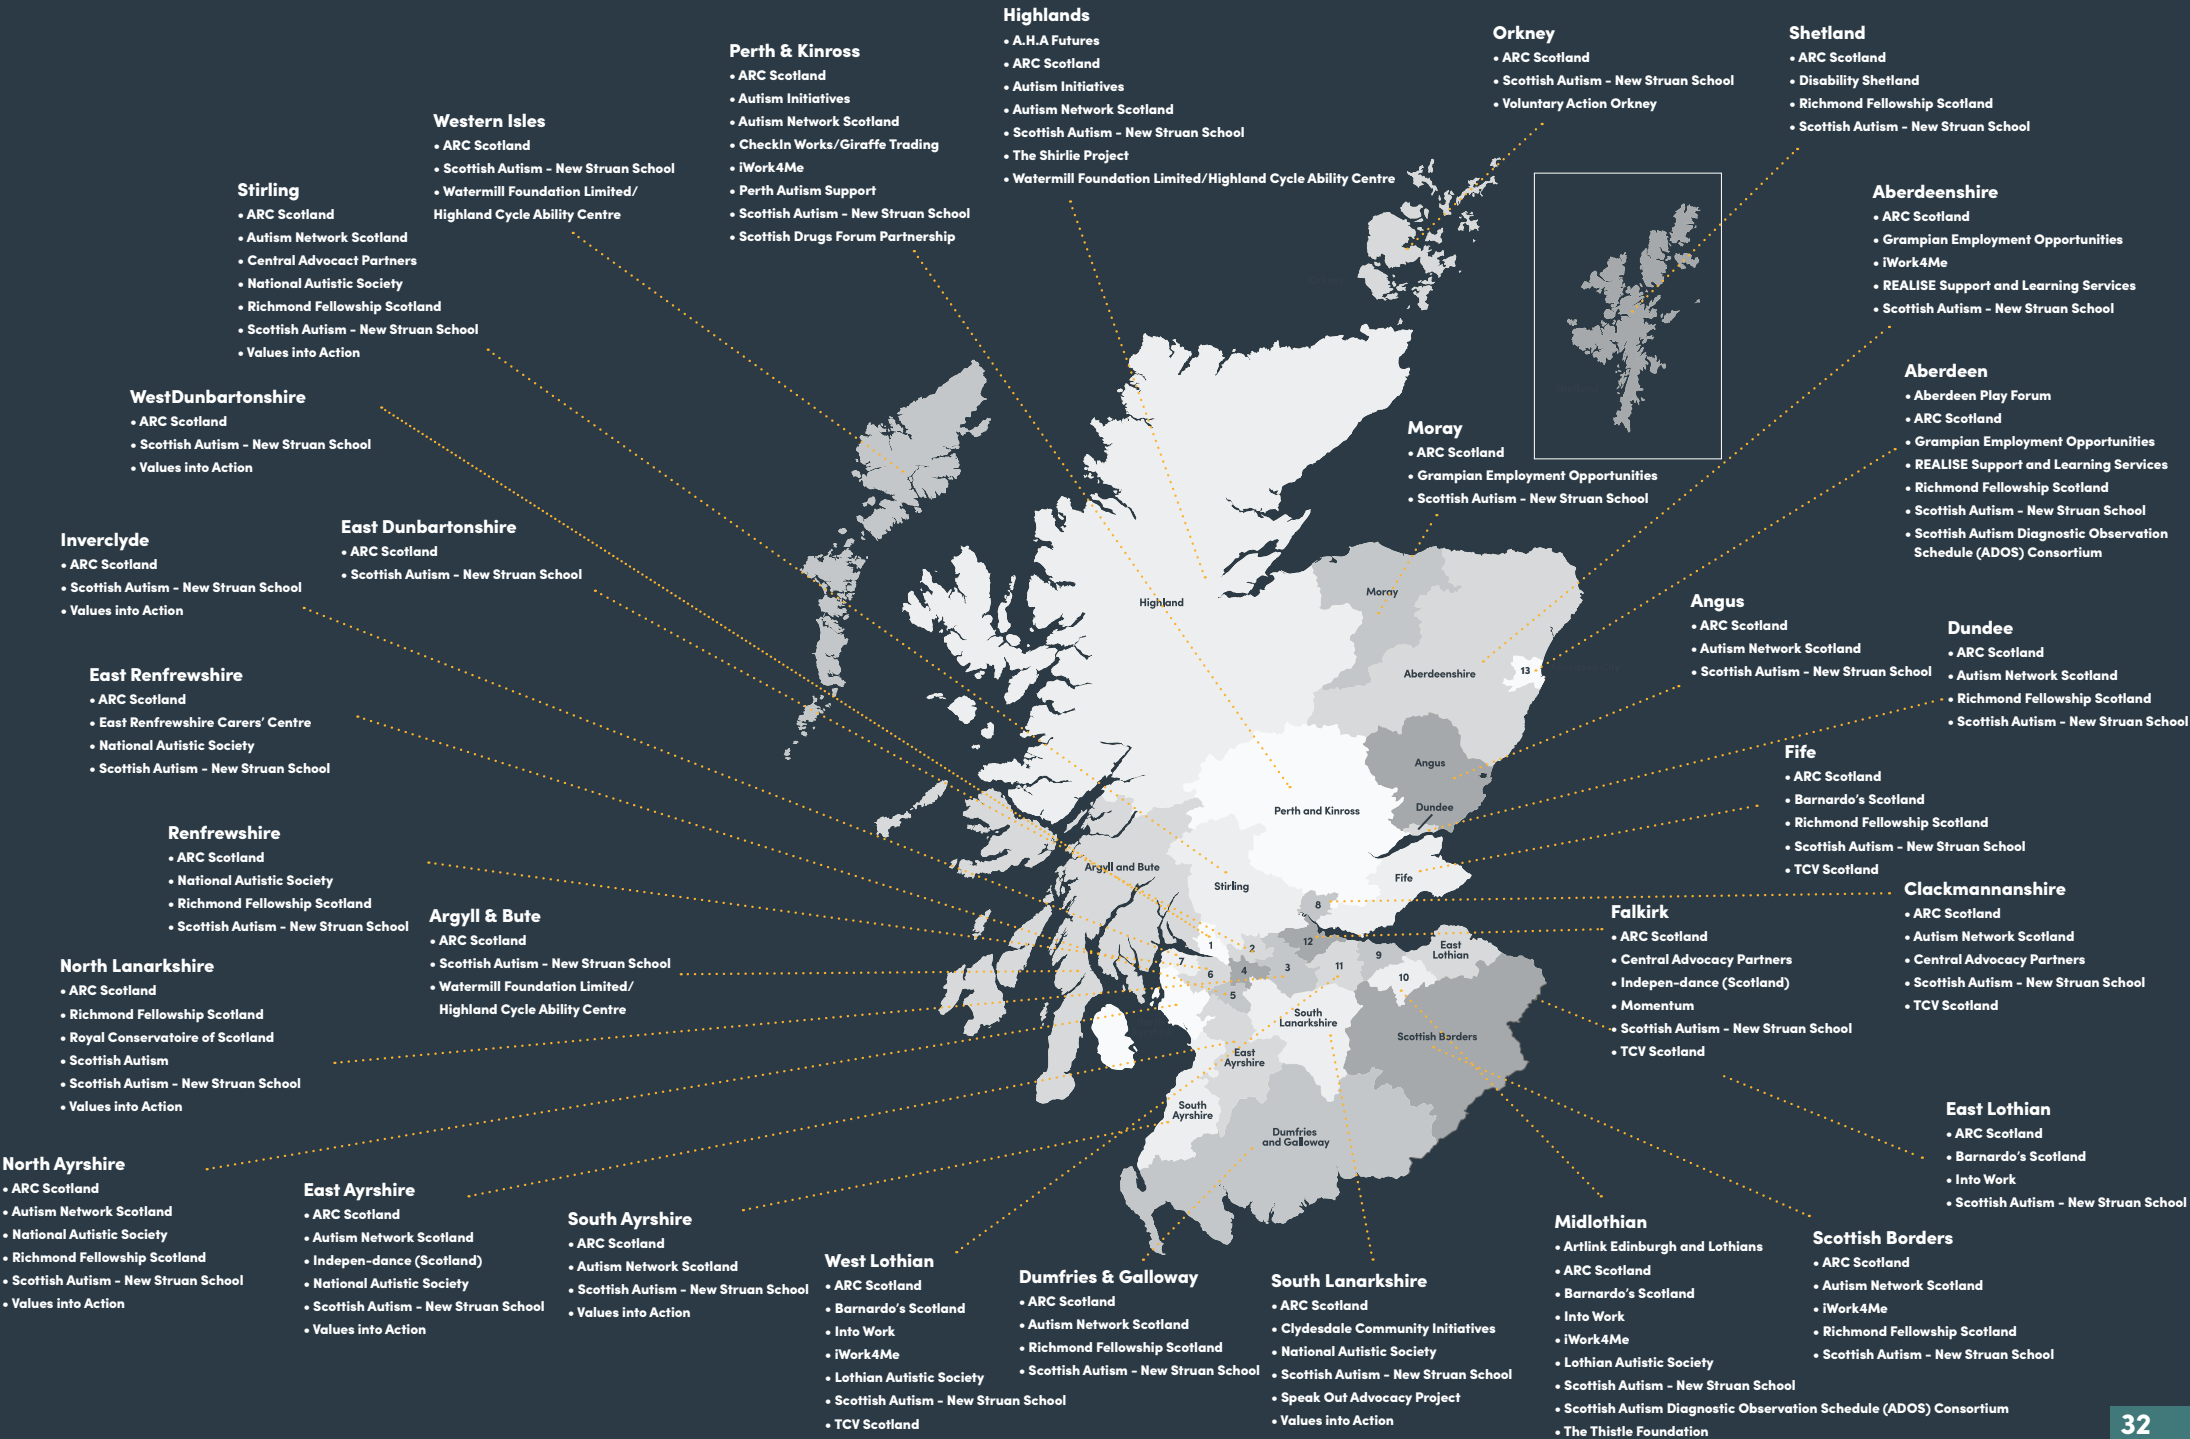 Highlands
• A.H.A Futures
• ARC Scotland
• Autism Initiatives
• Autism Network Scotland
• Scottish Autism - New Struan School
• The Shirlie Project
• Watermill Foundation Limited/Highland Cycle Ability Centre
Orkney
• ARC Scotland
• Scottish Autism - New Struan School
• Voluntary Action Orkney
Shetland
• ARC Scotland
• Disability Shetland
• Richmond Fellowship Scotland
• Scottish Autism - New Struan School
Perth & Kinross
• ARC Scotland
• Autism Initiatives
• Autism Network Scotland
• CheckIn Works/Giraffe Trading
• iWork4Me
• Perth Autism Support
• Scottish Autism - New Struan School
• Scottish Drugs Forum Partnership
Western Isles
• ARC Scotland
• Scottish Autism - New Struan School
• Watermill Foundation Limited/
Highland Cycle Ability Centre
Stirling
• ARC Scotland
• Autism Network Scotland
• Central Advocact Partners
• National Autistic Society
• Richmond Fellowship Scotland
• Scottish Autism - New Struan School
• Values into Action
Aberdeenshire
• ARC Scotland
• Grampian Employment Opportunities
• iWork4Me
• REALISE Support and Learning Services
• Scottish Autism - New Struan School
Aberdeen
• Aberdeen Play Forum
• ARC Scotland
• Grampian Employment Opportunities
• REALISE Support and Learning Services
• Richmond Fellowship Scotland
• Scottish Autism - New Struan School
• Scottish Autism Diagnostic Observation
Schedule (ADOS) Consortium
WestDunbartonshire
• ARC Scotland
• Scottish Autism - New Struan School
• Values into Action
Moray
• ARC Scotland
• Grampian Employment Opportunities
• Scottish Autism - New Struan School
East Dunbartonshire
• ARC Scotland
• Scottish Autism - New Struan School
Inverclyde
• ARC Scotland
• Scottish Autism - New Struan School
• Values into Action
Angus
• ARC Scotland
• Autism Network Scotland
• Scottish Autism - New Struan School
Dundee
• ARC Scotland
• Autism Network Scotland
• Richmond Fellowship Scotland
• Scottish Autism - New Struan School
East Renfrewshire
• ARC Scotland
• East Renfrewshire Carers' Centre
• National Autistic Society
• Scottish Autism - New Struan School
Fife
• ARC Scotland
• Barnardo's Scotland
• Richmond Fellowship Scotland
• Scottish Autism - New Struan School
• TCV Scotland
Renfrewshire
• ARC Scotland
• National Autistic Society
• Richmond Fellowship Scotland
• Scottish Autism - New Struan School
Argyll & Bute
• ARC Scotland
• Scottish Autism - New Struan School
• Watermill Foundation Limited/
Highland Cycle Ability Centre
Clackmannanshire
• ARC Scotland
• Autism Network Scotland
• Central Advocacy Partners
• Scottish Autism - New Struan School
• TCV Scotland
Falkirk
• ARC Scotland
• Central Advocacy Partners
• Indepen-dance (Scotland)
• Momentum
• Scottish Autism - New Struan School
• TCV Scotland
North Lanarkshire
• ARC Scotland
• Richmond Fellowship Scotland
• Royal Conservatoire of Scotland
• Scottish Autism
• Scottish Autism - New Struan School
• Values into Action
East Lothian
• ARC Scotland
• Barnardo's Scotland
• Into Work
• Scottish Autism - New Struan School
North Ayrshire
• ARC Scotland
• Autism Network Scotland
• National Autistic Society
• Richmond Fellowship Scotland
• Scottish Autism - New Struan School
• Values into Action
East Ayrshire
• ARC Scotland
• Autism Network Scotland
• Indepen-dance (Scotland)
• National Autistic Society
• Scottish Autism - New Struan School
• Values into Action
South Ayrshire
• ARC Scotland
• Autism Network Scotland
• Scottish Autism - New Struan School
• Values into Action
West Lothian
• ARC Scotland
• Barnardo's Scotland
• Into Work
• iWork4Me
• Lothian Autistic Society
• Scottish Autism - New Struan School
• TCV Scotland
Dumfries & Galloway
• ARC Scotland
• Autism Network Scotland
• Richmond Fellowship Scotland
• Scottish Autism - New Struan School
South Lanarkshire
• ARC Scotland
• Clydesdale Community Initiatives
• National Autistic Society
• Scottish Autism - New Struan School
• Speak Out Advocacy Project
• Values into Action
Midlothian
• Artlink Edinburgh and Lothians
• ARC Scotland
• Barnardo's Scotland
• Into Work
• iWork4Me
• Lothian Autistic Society
• Scottish Autism - New Struan School
• Scottish Autism Diagnostic Observation Schedule (ADOS) Consortium
• The Thistle Foundation
Scottish Borders
• ARC Scotland
• Autism Network Scotland
• iWork4Me
• Richmond Fellowship Scotland
• Scottish Autism - New Struan School
Highland
Moray
Aberdeenshire
13
Angus
Dundee
Perth and Kinross
Argyll and Bute
Stirling
Fife
8
1
2
12
East
Lothian
9
7
6
4
3
11
10
5
South
Lanarkshire
Scottish Borders
East
Ayrshire
South
Ayrshire
Dumfries
and Galloway
32